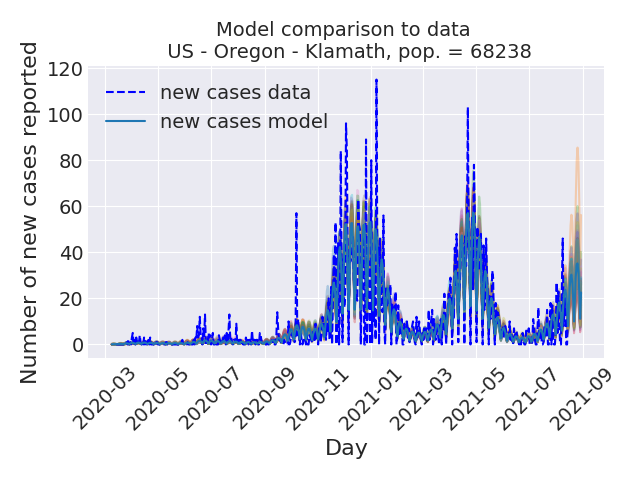 Model comparison to data
US - Oregon - Klamath, pop. = 68238
Number of new cases reported
120
100
80
60
40
20
0
new cases data
new cases model
2020-03
2020-05
2020-07
2020-09
2020-11
2021-01
2021-03
2021-05
2021-07
2021-09
Day